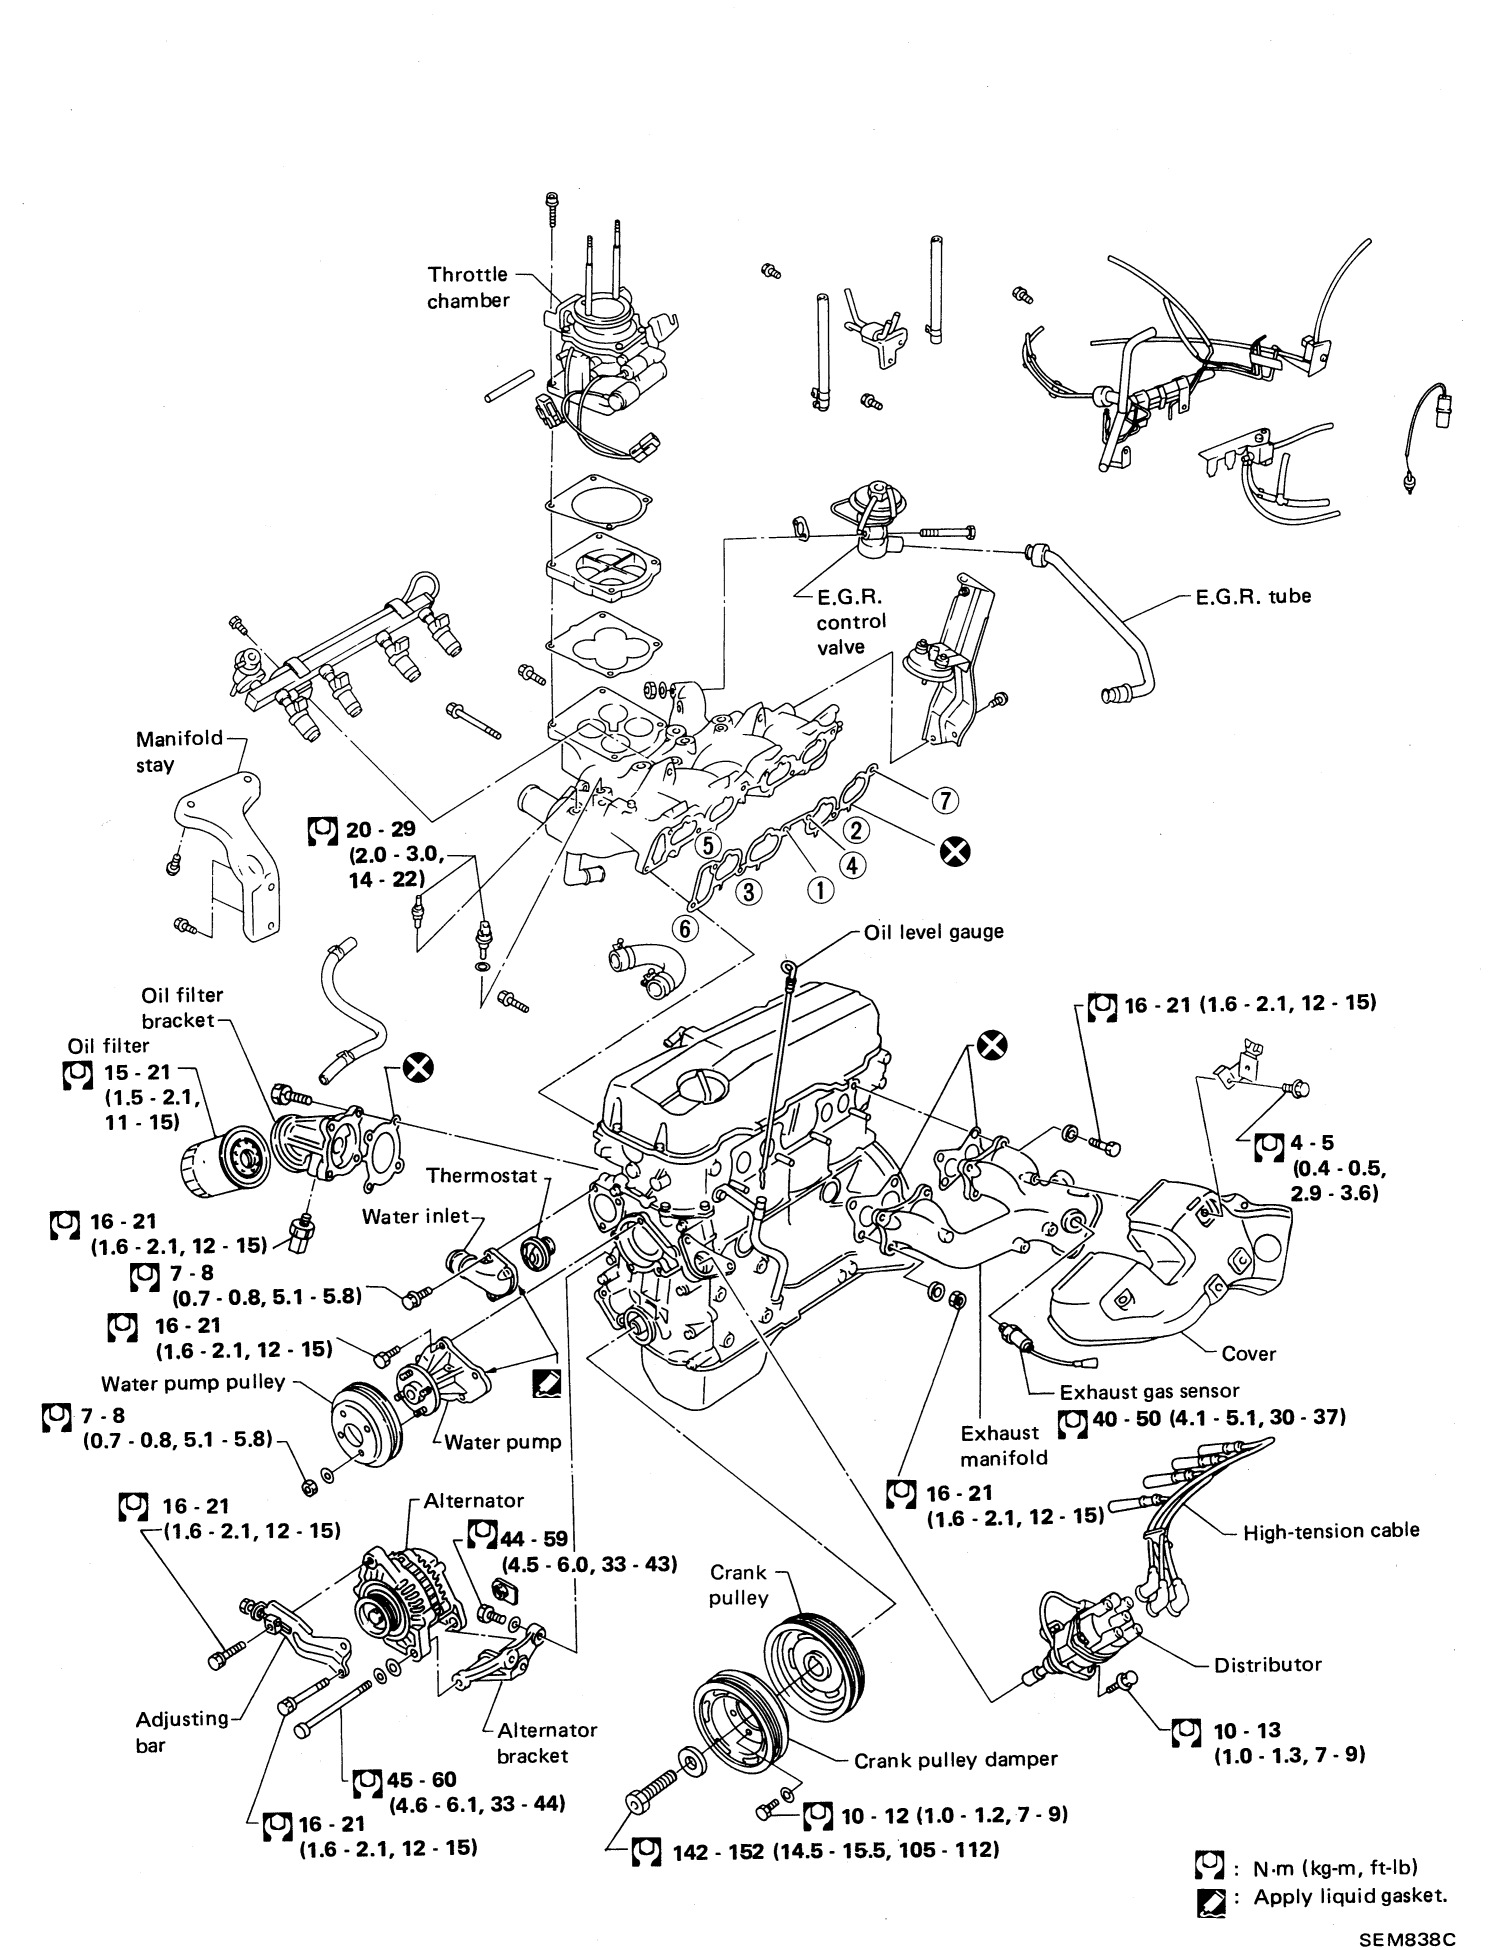 Throttle
chamber
E.G.R.
control
valve
E.G.R. tube
Manifold
stay
20 - 29
(2.0 - 3.0,
14 - 22)
7
2
5
4
3
1
6
Oil level gauge
Oil filter
bracket
Oil filter
15 - 21
(1.5 - 2.1,
11 - 15)
16 - 21 (1.6 - 2.1, 12 - 15)
4 - 5
(0.4 - 0.5,
2.9 - 3.6)
Thermostat
Water inlet
16 - 21
(1.6 - 2.1, 12 - 15)
7 - 8
(0.7 - 0.8, 5.1 - 5.8)
16 - 21
(1.6 - 2.1, 12 - 15)
Water pump pulley
7 - 8
(0.7 - 0.8, 5.1 - 5.8)
Water pump
Cover
Exhaust gas sensor
40 - 50 (4.1 - 5.1, 30 - 37)
Exhaust
manifold
16 - 21
(1.6 - 2.1, 12 - 15)
High-tension cable
16 - 21
(1.6 - 2.1, 12 - 15)
Alternator
44 - 59
(4.5 - 6.0, 33 - 43)
Crank
pulley
Distributor
Adjusting
bar
Alternator
bracket
10 - 13
(1.0 - 1.3, 7 - 9)
Crank pulley damper
45 - 60
(4.6 - 6.1, 33 - 44)
10 - 12 (1.0 - 1.2, 7 - 9)
16 - 21
(1.6 - 2.1, 12 - 15)
142 - 152 (14.5 - 15.5, 105 - 112)
: N·m (kg-m, ft-lb)
: Apply liquid gasket.
SEM838C